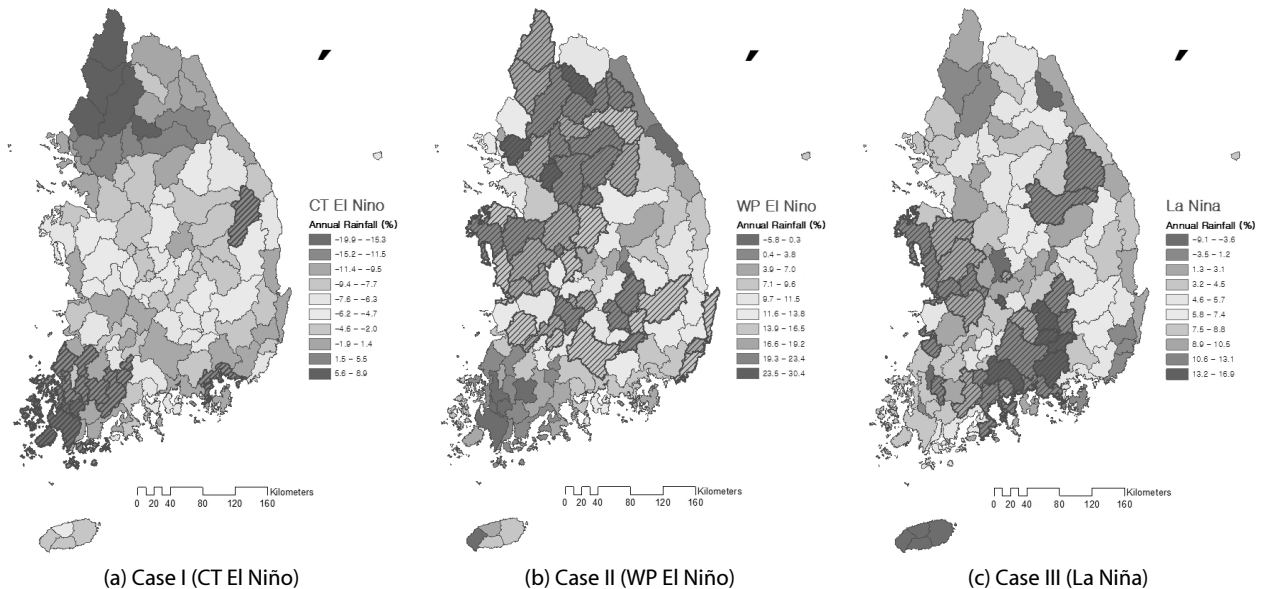 CT El Nino
Annual Rainfall (%)
−19.9 – −15.3
−15.2 – −11.5
−11.4 – −9.5
−9.4 – −7.7
−7.6 – −6.3
−6.2 – −4.7
−4.6 – −2.0
−1.9 – 1.4
1.5 – 5.5
5.6 – 8.9
Kilometers
0 20 40 80 120 160
(a) Case I (CT El Niño)
WP El Nino
Annual Rainfall (%)
−5.8 – 0.3
0.4 – 3.8
3.9 – 7.0
7.1 – 9.6
9.7 – 11.5
11.6 – 13.8
13.9 – 16.5
16.6 – 19.2
19.3 – 23.4
23.5 – 30.4
Kilometers
0 20 40 80 120 160
(b) Case II (WP El Niño)
La Nina
Annual Rainfall (%)
−9.1 – −3.6
−3.5 – 1.2
1.3 – 3.1
3.2 – 4.5
4.6 – 5.7
5.8 – 7.4
7.5 – 8.8
8.9 – 10.5
10.6 – 13.1
13.2 – 16.9
Kilometers
0 20 40 80 120 160
(c) Case III (La Niña)